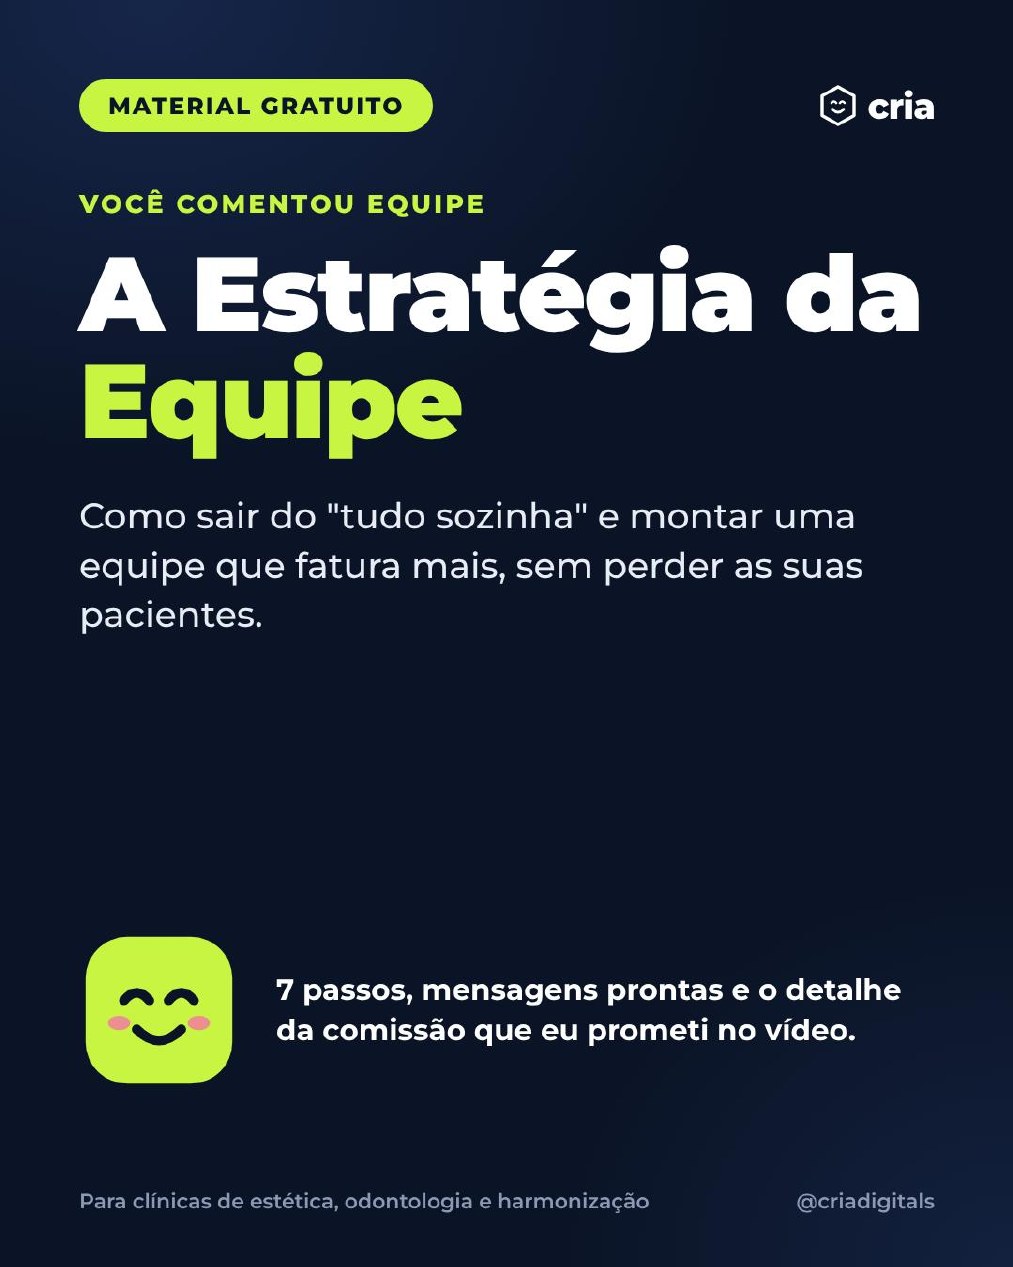 MATERIAL GRATUITO
cria
VOCÊ COMENTOU EQUIPE
A Estratégia da
Equipe
Como sair do "tudo sozinha" e montar uma
equipe que fatura mais, sem perder as suas
pacientes.
7 passos, mensagens prontas e o detalhe
da comissão que eu prometi no vídeo.
Para clínicas de estética, odontologia e harmonização
@criadigitals